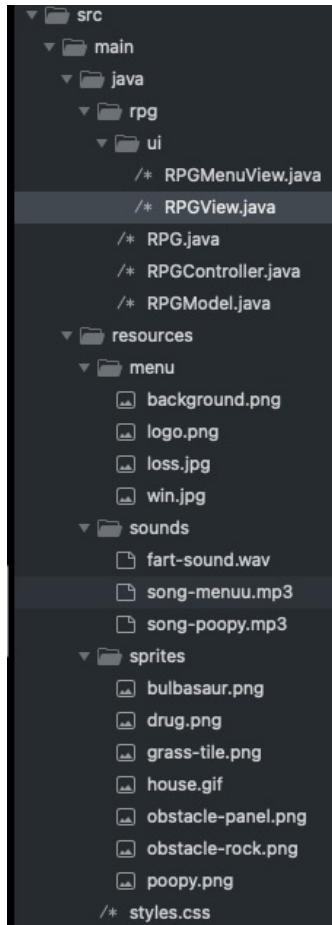 src
main
java
rpg
ui
/* RPGMenuView.java
/* RPGView.java
/* RPG.java
/* RPGController.java
/* RPGModel.java
resources
menu
background.png
logo.png
loss.jpg
win.jpg
sounds
fart-sound.wav
song-menuu.mp3
song-poopy.mp3
sprites
bulbasaur.png
drug.png
grass-tile.png
house.gif
obstacle-panel.png
obstacle-rock.png
poopy.png
/* styles.css